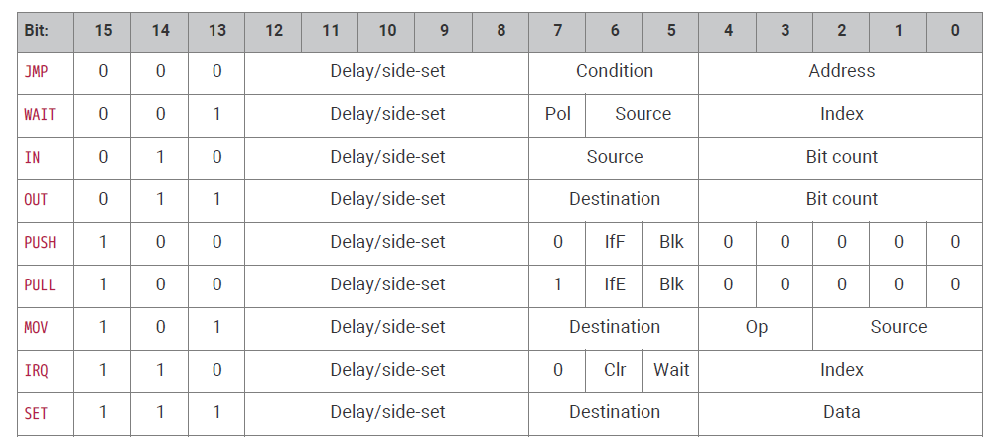 Bit: 15 14 13 12 11 10 9 8 7 6 5 4 3 2 1 0
JMP 0 0 0 Delay/side-set Condition Address
WAIT 0 0 1 Delay/side-set Pol Source Index
IN 0 1 0 Delay/side-set Source Bit count
OUT 0 1 1 Delay/side-set Destination Bit count
PUSH 1 0 0 Delay/side-set 0 IfF Blk 0 0 0 0 0
PULL 1 0 0 Delay/side-set 1 IfE Blk 0 0 0 0 0
MOV 1 0 1 Delay/side-set Destination Op Source
IRQ 1 1 0 Delay/side-set 0 Clr Wait Index
SET 1 1 1 Delay/side-set Destination Data